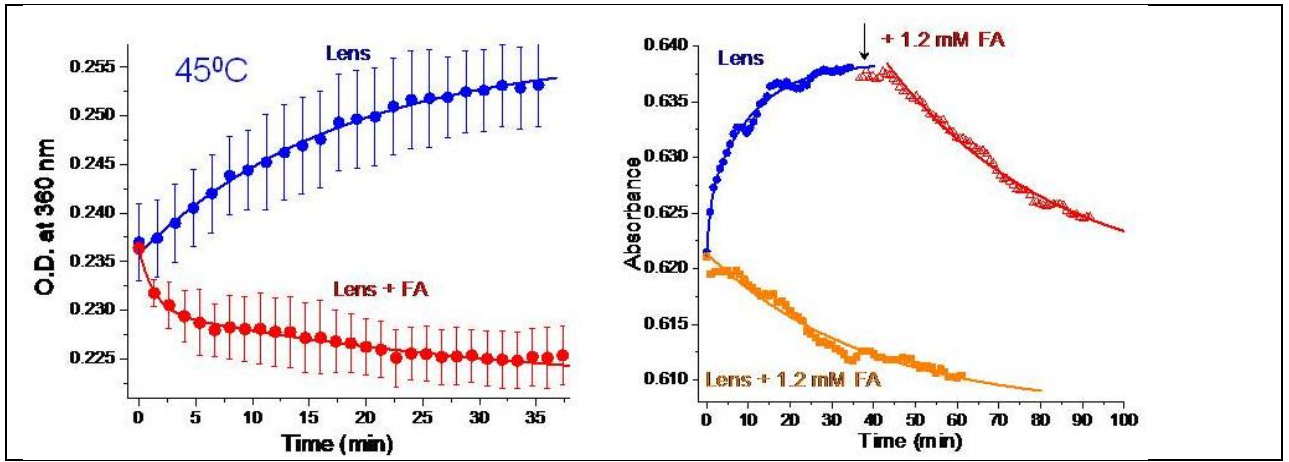 45⁰C
Lens
Lens + FA
O.D. at 360 nm
0.255
0.250
0.245
0.240
0.235
0.230
0.225
0 5 10 15 20 25 30 35
Time (min)
Lens
+ 1.2 mM FA
Lens + 1.2 mM FA
Absorbance
0.640
0.635
0.630
0.625
0.620
0.615
0.610
0 10 20 30 40 50 60 70 80 90 100
Time (min)